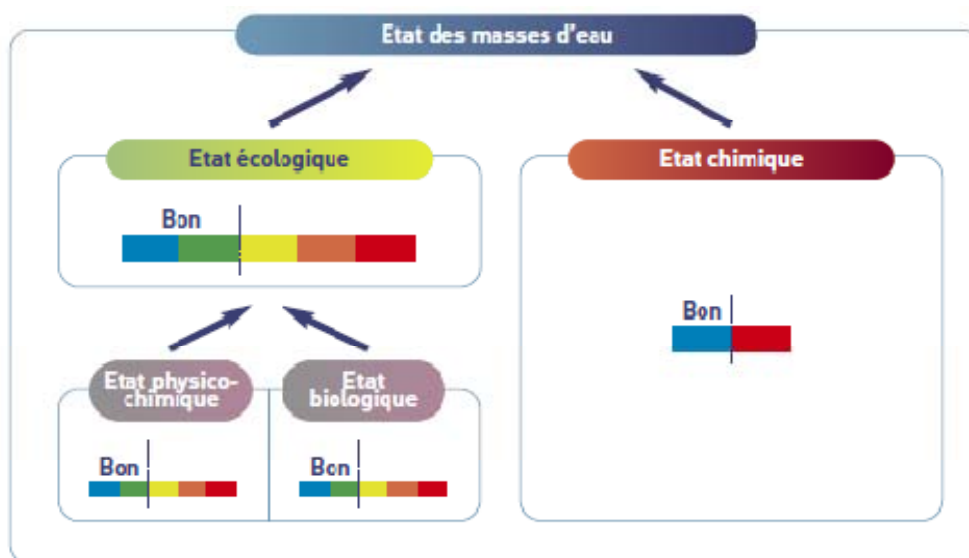 Etat des masses d'eau
Etat écologique
Bon
Etat chimique
Bon
Etat physico-
chimique
Bon
Etat
biologique
Bon